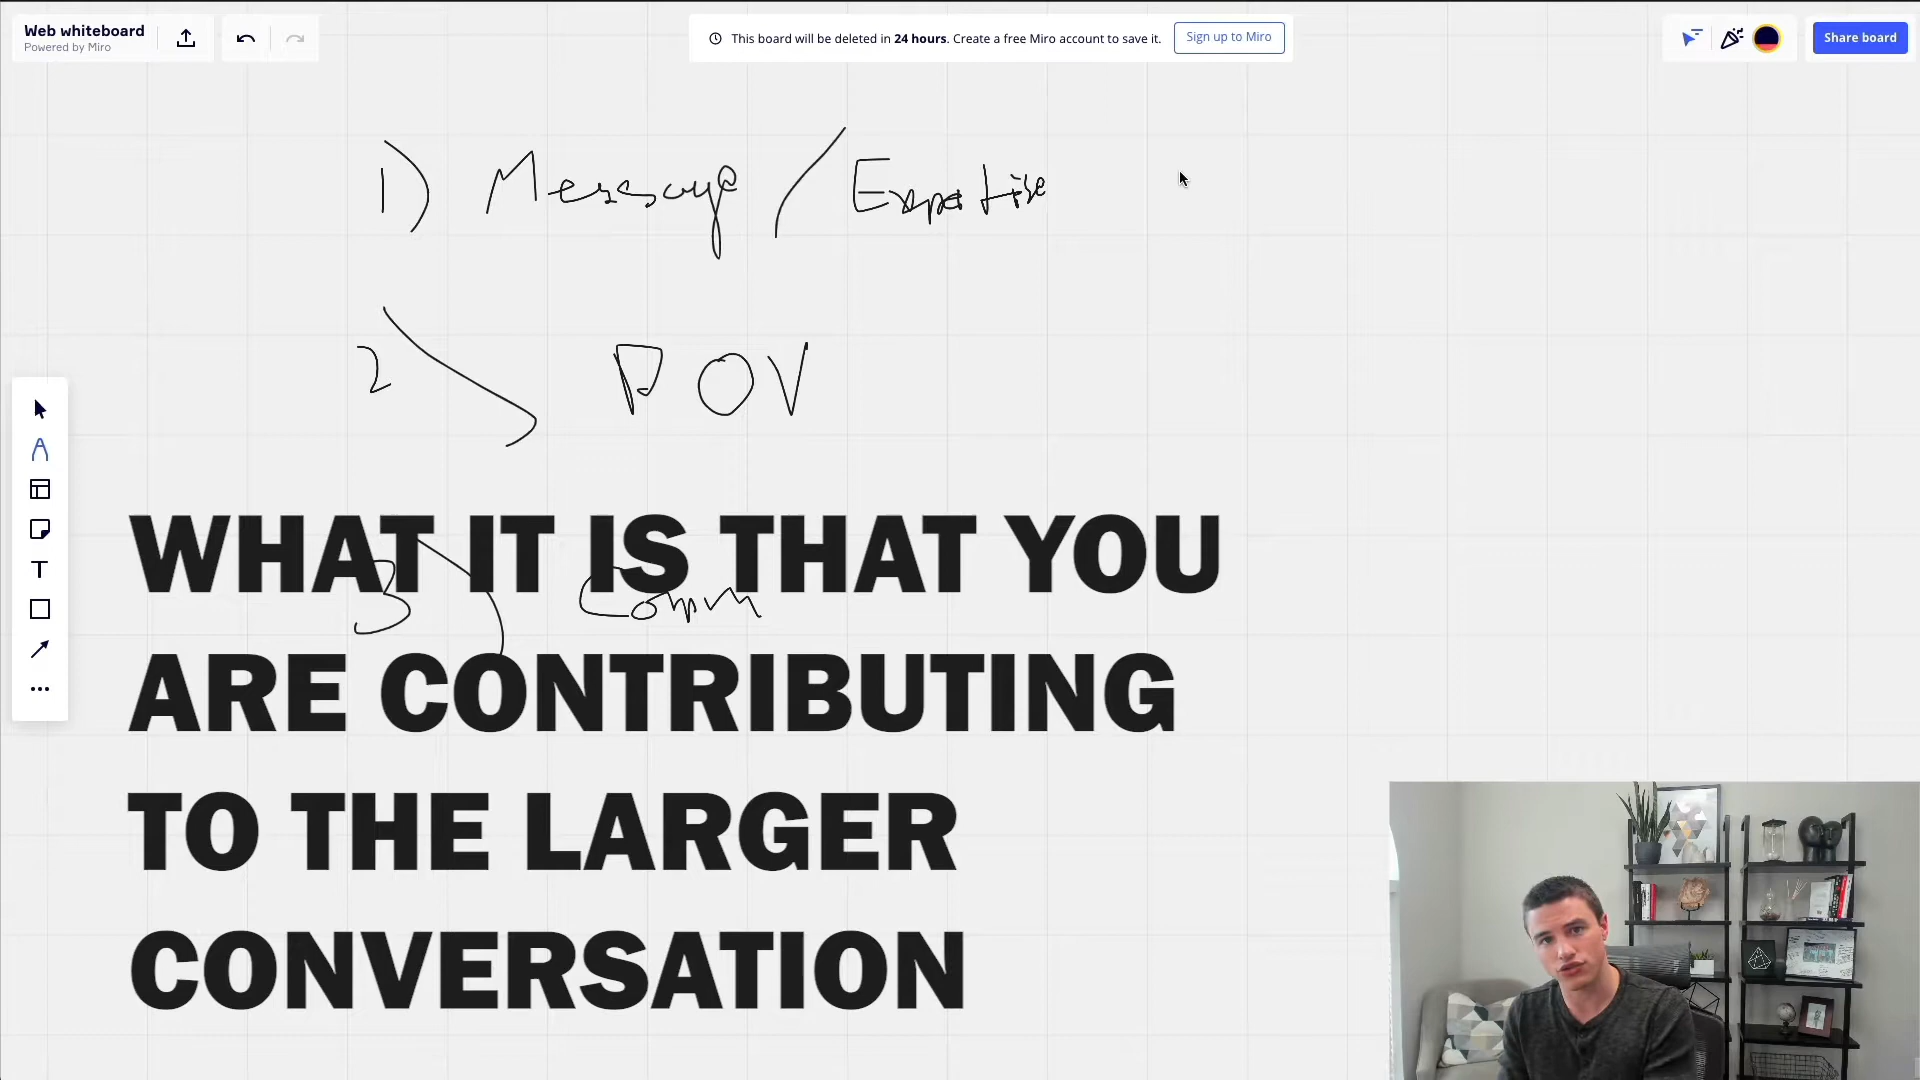 Web whiteboard
Powered by Miro
This board will be deleted in 24 hours. Create a free Miro account to save it.
Sign up to Miro
Share board
1) Message / Expertise
2) POV
WHAT IT IS THAT YOU
3) Comm
ARE CONTRIBUTING
TO THE LARGER
CONVERSATION